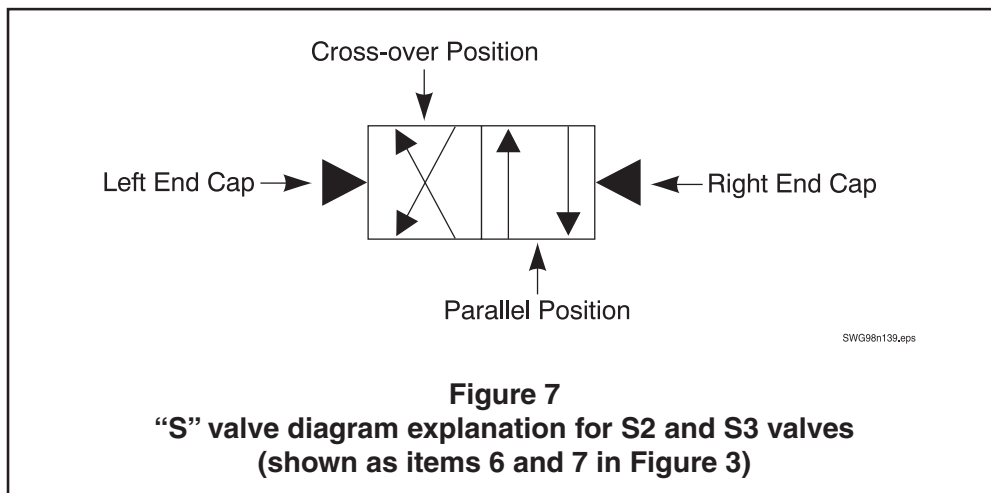 Cross-over Position
Left End Cap
Right End Cap
Parallel Position
SWG98n139.eps
Figure 7
“S” valve diagram explanation for S2 and S3 valves
(shown as items 6 and 7 in Figure 3)